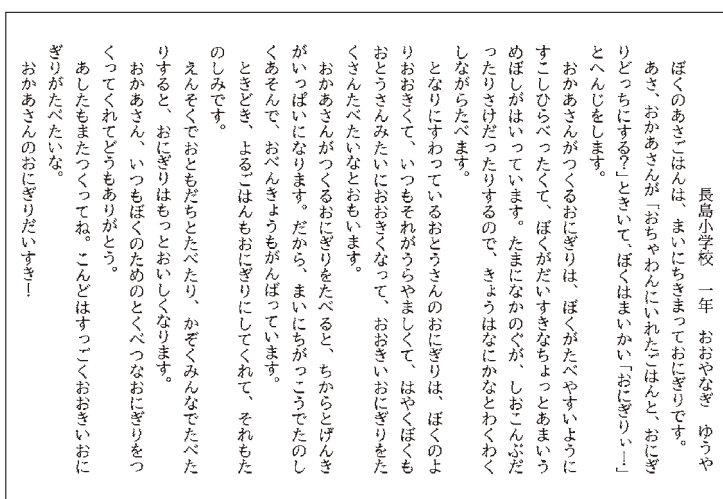 長島小学校　一年　おおやなぎ　ゆうや
ぼくのあさごはんは、まいにちきまっておにぎりです。
あさ、おかあさんが「おちゃわんにいれたごはんと、おにぎ
りどっちにする？」ときいて、ぼくはまいかい「おにぎりぃー！」
とへんじをします。
おかあさんがつくるおにぎりは、ぼくがたべやすいように
すこしひらべったくて、ぼくがだいすきなちょっとあまいう
めぼしがはいっています。たまになかのぐが、しおこんぶだ
ったりさけだったりするので、きょうはなにかなとわくわく
しながらたべます。
となりにすわっているおとうさんのおにぎりは、ぼくのよ
りおおきくて、いつもそれがうらやましくて、はやくぼくも
おとうさんみたいにおおきくなって、おおきいおにぎりをた
くさんたべたいなとおもいます。
おかあさんがつくるおにぎりをたべると、ちからとげんき
がいっぱいになります。だから、まいにちがっこうでたのし
くあそんで、おべんきょうもがんばっています。
ときどき、よるごはんもおにぎりにしてくれて、それもた
のしみです。
えんそくでおともだちとたべたり、かぞくみんなでたべた
りすると、おにぎりはもっとおいしくなります。
おかあさん、いつもぼくのためのとくべつなおにぎりをつ
くってくれてどうもありがとう。
あしたもまたつくってね。こんどはすっごくおおきいおに
ぎりがたべたいな。
おかあさんのおにぎりだいすき！